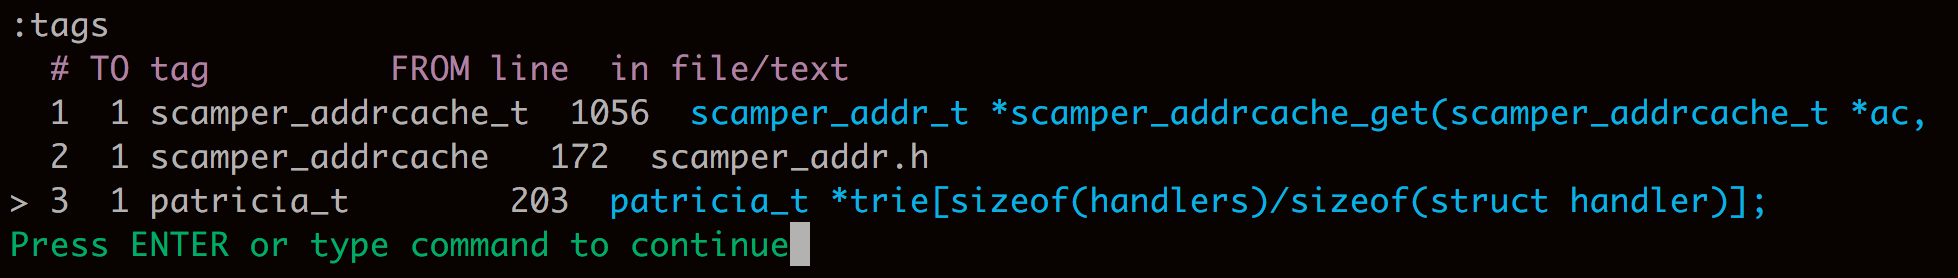 :tags
  # TO tag         FROM line  in file/text
  1  1 scamper_addrcache_t  1056  scamper_addr_t *scamper_addrcache_get(scamper_addrcache_t *ac,
  2  1 scamper_addrcache   172  scamper_addr.h
> 3  1 patricia_t        203  patricia_t *trie[sizeof(handlers)/sizeof(struct handler)];
Press ENTER or type command to continue